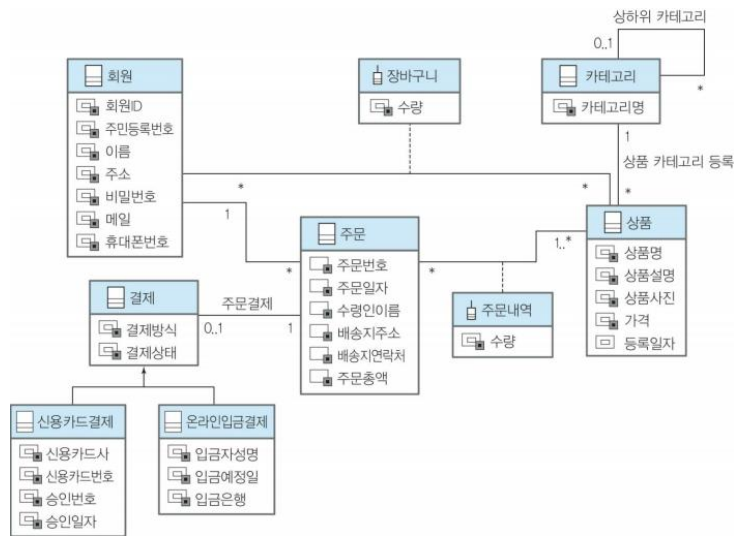 상하위 카테고리
0..1
*
회원
회원ID
주민등록번호
이름
주소
비밀번호
메일
휴대폰번호
장바구니
수량
카테고리
카테고리명
1
상품 카테고리 등록
*
*
*
1
*
주문
주문번호
주문일자
수령인이름
배송지주소
배송지연락처
주문총액
*
1..*
상품
상품명
상품설명
상품사진
가격
등록일자
주문내역
수량
결제
결제방식
결제상태
주문결제
0..1
1
신용카드결제
신용카드사
신용카드번호
승인번호
승인일자
온라인입금결제
입금자성명
입금예정일
입금은행